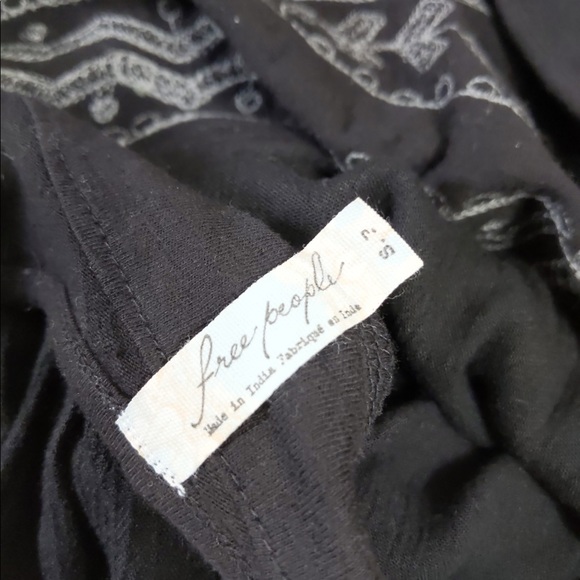 free people
Made in India Fabriqué en Inde